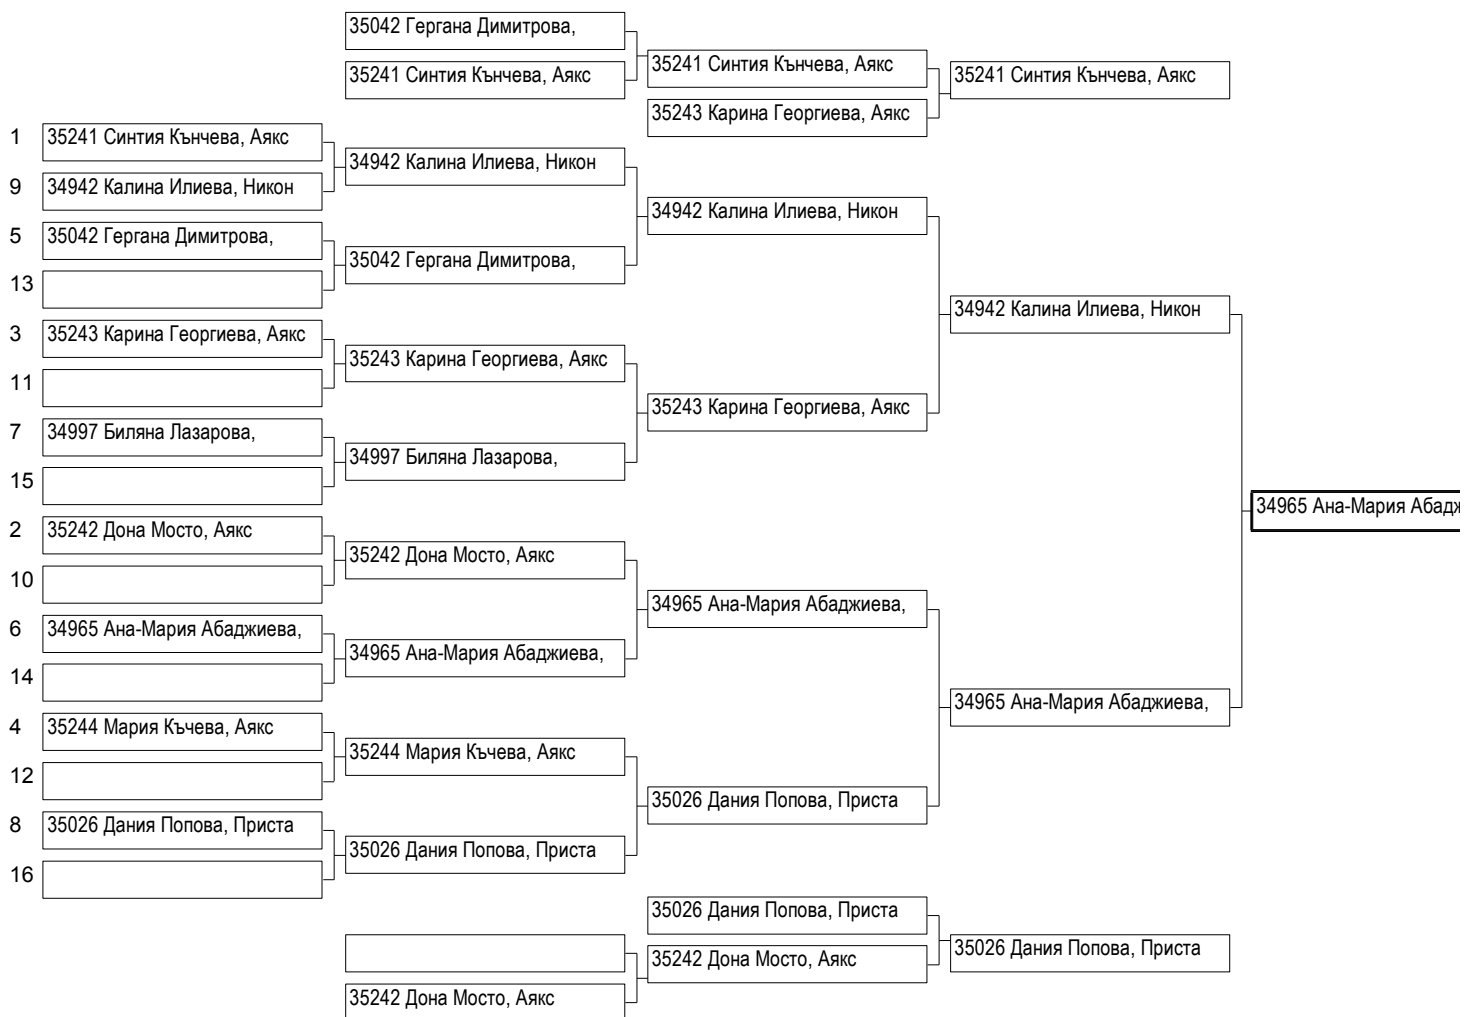 35042 Гергана Димитрова,
35241 Синтия Кънчева, Аякс
35241 Синтия Кънчева, Аякс
35243 Карина Георгиева, Аякс
35241 Синтия Кънчева, Аякс
1 35241 Синтия Кънчева, Аякс
9 34942 Калина Илиева, Никон
5 35042 Гергана Димитрова,
13
3 35243 Карина Георгиева, Аякс
11
7 34997 Биляна Лазарова,
15
2 35242 Дона Мосто, Аякс
10
6 34965 Ана-Мария Абаджиева,
14
4 35244 Мария Къчева, Аякс
12
8 35026 Дания Попова, Приста
16
34942 Калина Илиева, Никон
35042 Гергана Димитрова,
35243 Карина Георгиева, Аякс
34997 Биляна Лазарова,
35242 Дона Мосто, Аякс
34965 Ана-Мария Абаджиева,
35244 Мария Къчева, Аякс
35026 Дания Попова, Приста
34942 Калина Илиева, Никон
35243 Карина Георгиева, Аякс
34965 Ана-Мария Абаджиева,
35026 Дания Попова, Приста
34942 Калина Илиева, Никон
34965 Ана-Мария Абаджиева,
34965 Ана-Мария
35242 Дона Мосто, Аякс
35026 Дания Попова, Приста
35242 Дона Мосто, Аякс
35026 Дания Попова, Приста